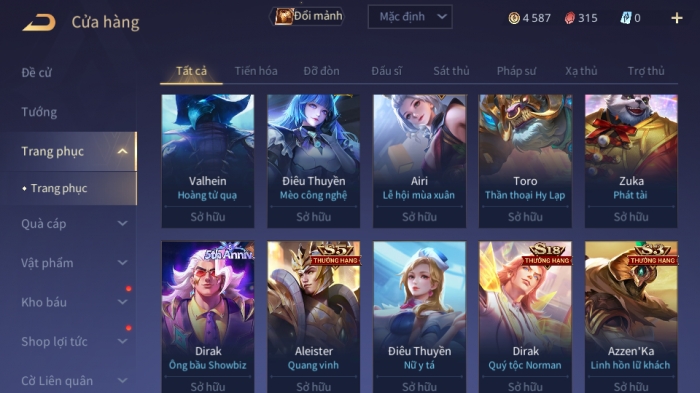 Cửa hàng
Đổi mảnh
Mặc định
4 587
315
0
Đề cử
Tướng
Trang phục
Trang phục
Quà cáp
Vật phẩm
Kho báu
Shop lợi tức
Cờ Liên quân
Tất cả
Tiến hóa
Đỡ đòn
Đấu sĩ
Sát thủ
Pháp sư
Xạ thủ
Trợ thủ
Valhein
Hoàng tử quạ
Sở hữu
Điêu Thuyền
Mèo công nghệ
Sở hữu
Airi
Lễ hội mùa xuân
Sở hữu
Toro
Thần thoại Hy Lạp
Sở hữu
Zuka
Phát tài
Sở hữu
5th Anniv
Dirak
Ông bầu Showbiz
Sở hữu
S5
THƯỞNG HẠNG
Aleister
Quang vinh
Sở hữu
Điêu Thuyền
Nữ y tá
Sở hữu
S18
THƯỞNG HẠNG
Dirak
Quý tộc Norman
Sở hữu
THƯỞNG HẠNG
Azzen'Ka
Linh hồn lữ khách
Sở hữu